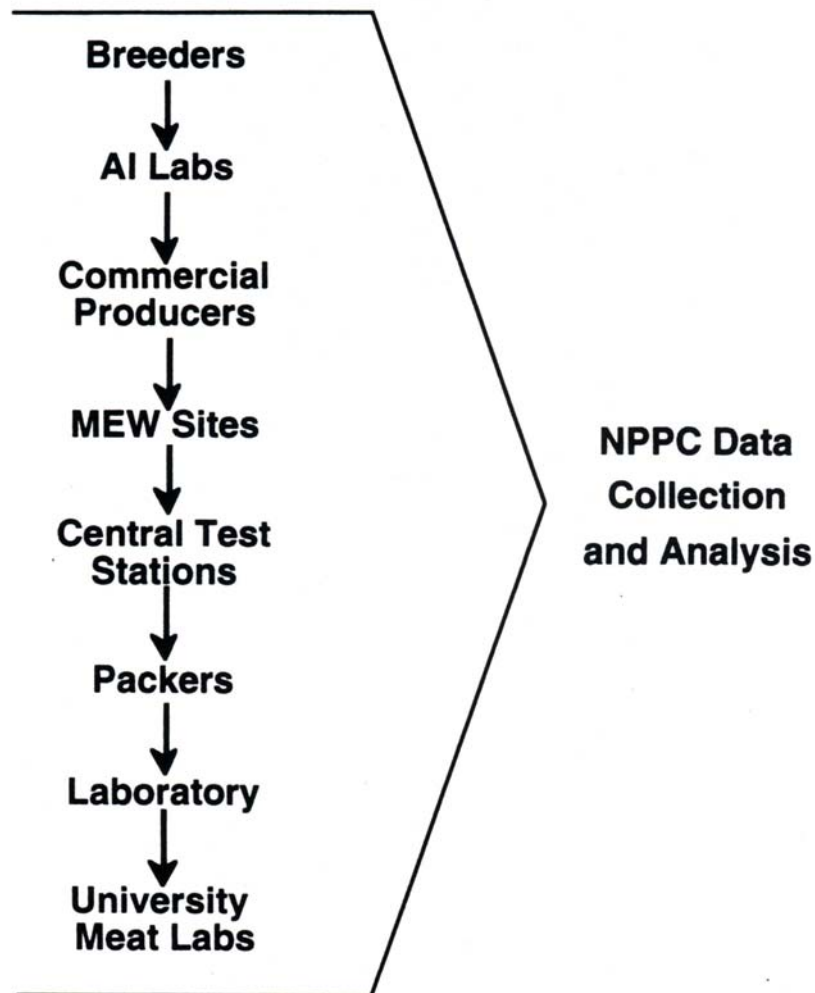 Breeders
AI Labs
Commercial
Producers
MEW Sites
Central Test
Stations
Packers
Laboratory
University
Meat Labs
NPPC Data
Collection
and Analysis